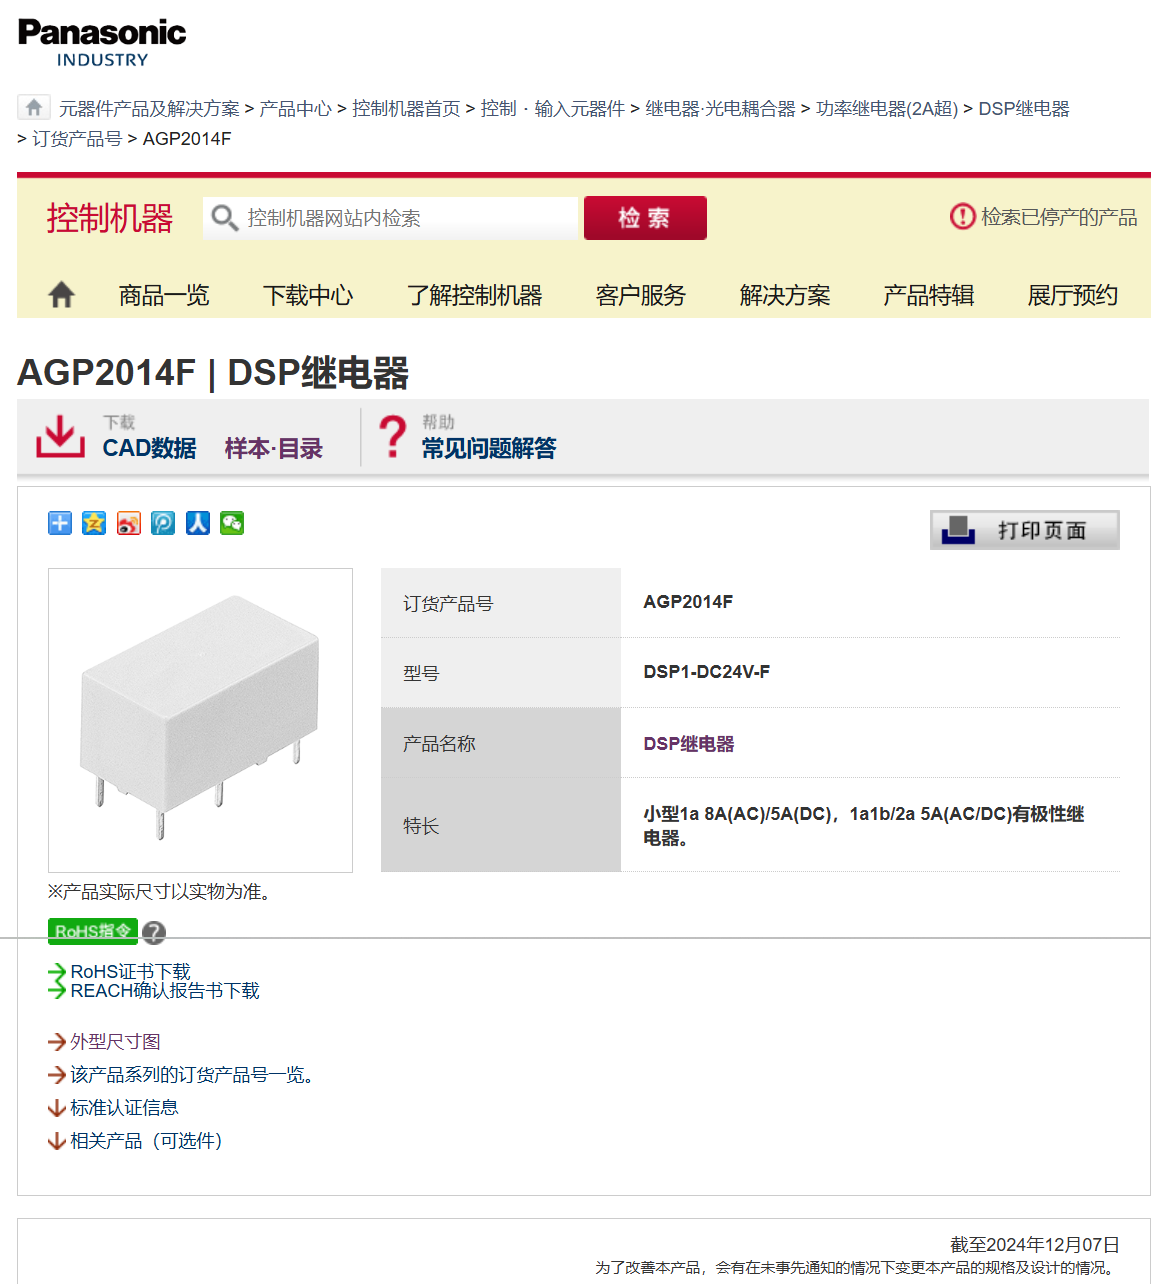 Panasonic
INDUSTRY
元器件产品及解决方案 > 产品中心 > 控制机器首页 > 控制・输入元器件 > 继电器·光电耦合器 > 功率继电器(2A超) > DSP继电器
> 订货产品号 > AGP2014F
控制机器
控制机器网站内检索
检 索
检索已停产的产品
商品一览 下载中心 了解控制机器 客户服务 解决方案 产品特辑 展厅预约
AGP2014F | DSP继电器
下载
CAD数据 样本·目录
帮助
常见问题解答
打印页面
订货产品号 AGP2014F
型号 DSP1-DC24V-F
产品名称 DSP继电器
特长 小型1a 8A(AC)/5A(DC)，1a1b/2a 5A(AC/DC)有极性继
电器。
※产品实际尺寸以实物为准。
RoHS指令 ?
RoHS证书下载
REACH确认报告书下载
外型尺寸图
该产品系列的订货产品号一览。
标准认证信息
相关产品（可选件）
截至2024年12月07日
为了改善本产品，会有在未事先通知的情况下变更本产品的规格及设计的情况。